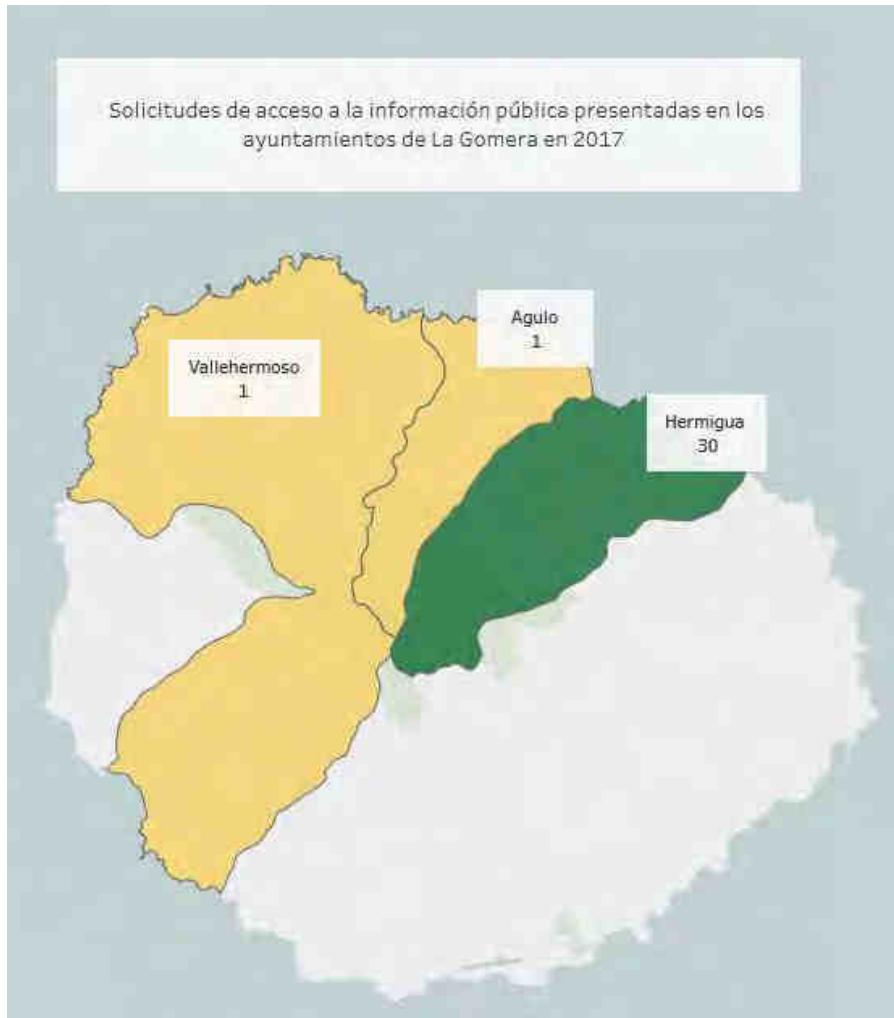 Solicitudes de acceso a la información pública presentadas en los
ayuntamientos de La Gomera en 2017
Agulo
1
Vallehermoso
1
Hermigua
30